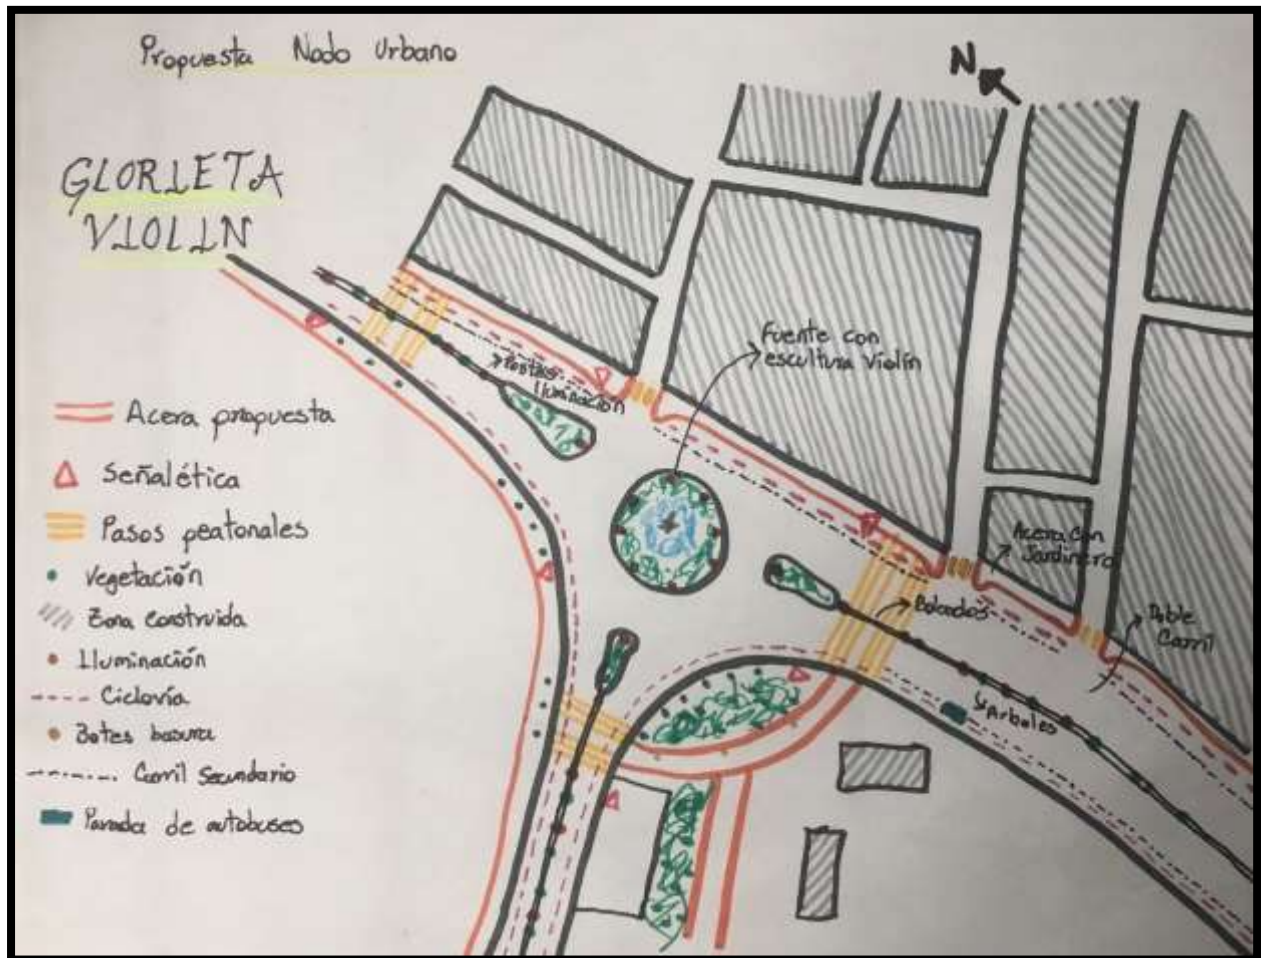 Propuesta Nodo Urbano
N
GLORIETA
VIOLIN
Fuente con
escultura Violín
Postes
Iluminación
Acera propuesta
Señalética
Pasos peatonales
Vegetación
Zona construida
Iluminación
Ciclovía
Botes basura
Carril Secundario
Parada de autobuses
Acera Con
Jardinera
Bolardos
Doble
Carril
Arboles